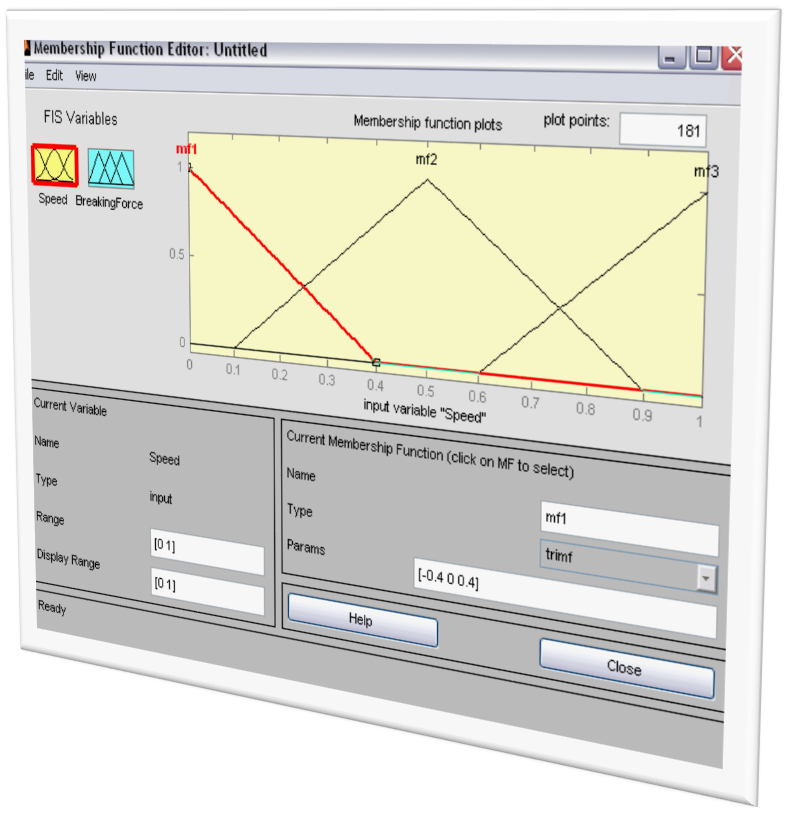 Membership Function Editor: Untitled
ile Edit View
FIS Variables
Membership function plots
plot points:
181
mf1
mf2
mf3
1
0.5
0
0 0.1 0.2 0.3 0.4 0.5 0.6 0.7 0.8 0.9 1
input variable "Speed"
Speed BreakingForce
Current Variable
Name
Speed
Type
input
Range
[0 1]
Display Range
[0 1]
Current Membership Function (click on MF to select)
Name
mf1
Type
trimf
Params
[-0.4 0 0.4]
Ready
Help
Close